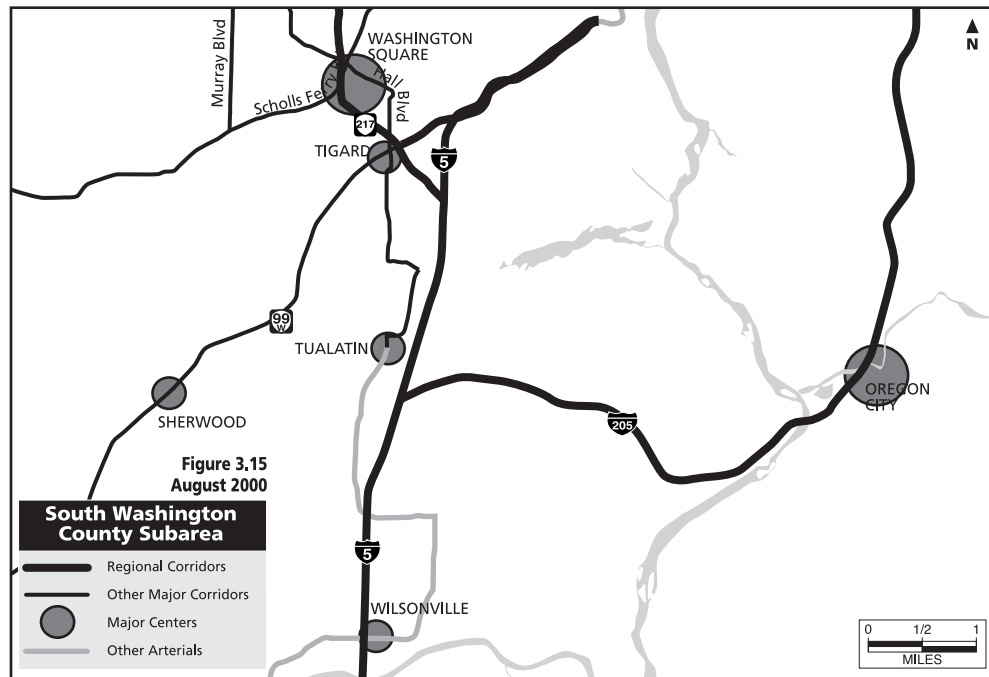 N
WASHINGTON
SQUARE
Murray Blvd
Scholls Ferry
Hall
Blvd
217
TIGARD
5
99
W
TUALATIN
SHERWOOD
205
OREGON
CITY
Figure 3.15
August 2000
South Washington
County Subarea
Regional Corridors
Other Major Corridors
Major Centers
Other Arterials
5
WILSONVILLE
0 1/2 1
MILES